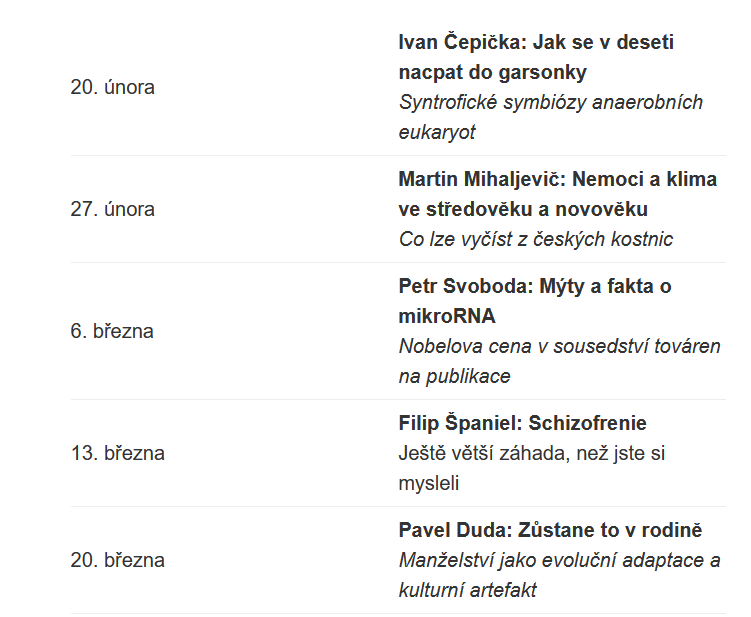 20. února
Ivan Čepička: Jak se v deseti
nacpat do garsonky
Syntrofické symbiózy anaerobních
eukaryot
27. února
Martin Mihaljevič: Nemoci a klima
ve středověku a novověku
Co lze vyčíst z českých kostnic
6. března
Petr Svoboda: Mýty a fakta o
mikroRNA
Nobelova cena v sousedství továren
na publikace
13. března
Filip Španiel: Schizofrenie
Ještě větší záhada, než jste si
mysleli
20. března
Pavel Duda: Zůstane to v rodině
Manželství jako evoluční adaptace a
kulturní artefakt